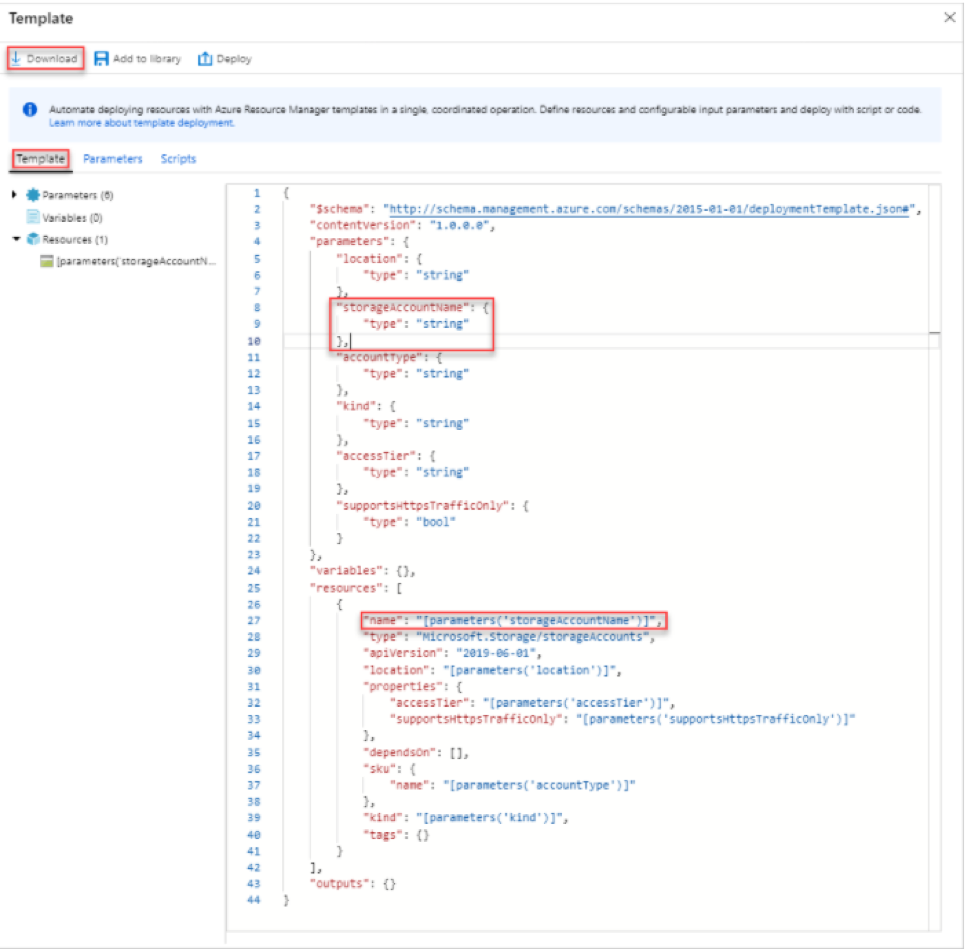 Template
Download Add to library Deploy
Automate deploying resources with Azure Resource Manager templates in a single, coordinated operation. Define resources and configurable input parameters and deploy with script or code.
Learn more about template deployment.
Template Parameters Scripts
Parameters (6)
Variables (0)
Resources (1)
[parameters('storageAccountN...
1 {
2 "$schema": "http://schema.management.azure.com/schemas/2015-01-01/deploymentTemplate.json#",
3 "contentVersion": "1.0.0.0",
4 "parameters": {
5 "location": {
6 "type": "string"
7 },
8 "storageAccountName": {
9 "type": "string"
10 },
11 "accountType": {
12 "type": "string"
13 },
14 "kind": {
15 "type": "string"
16 },
17 "accessTier": {
18 "type": "string"
19 },
20 "supportsHttpsTrafficOnly": {
21 "type": "bool"
22 }
23 },
24 "variables": {},
25 "resources": [
26 {
27 "name": "[parameters('storageAccountName')]",
28 "type": "Microsoft.Storage/storageAccounts",
29 "apiVersion": "2019-06-01",
30 "location": "[parameters('location')]",
31 "properties": {
32 "accessTier": "[parameters('accessTier')]",
33 "supportsHttpsTrafficOnly": "[parameters('supportsHttpsTrafficOnly')]"
34 },
35 "dependsOn": [],
36 "sku": {
37 "name": "[parameters('accountType')]"
38 },
39 "kind": "[parameters('kind')]",
40 "tags": {}
41 }
42 ],
43 "outputs": {}
44 }